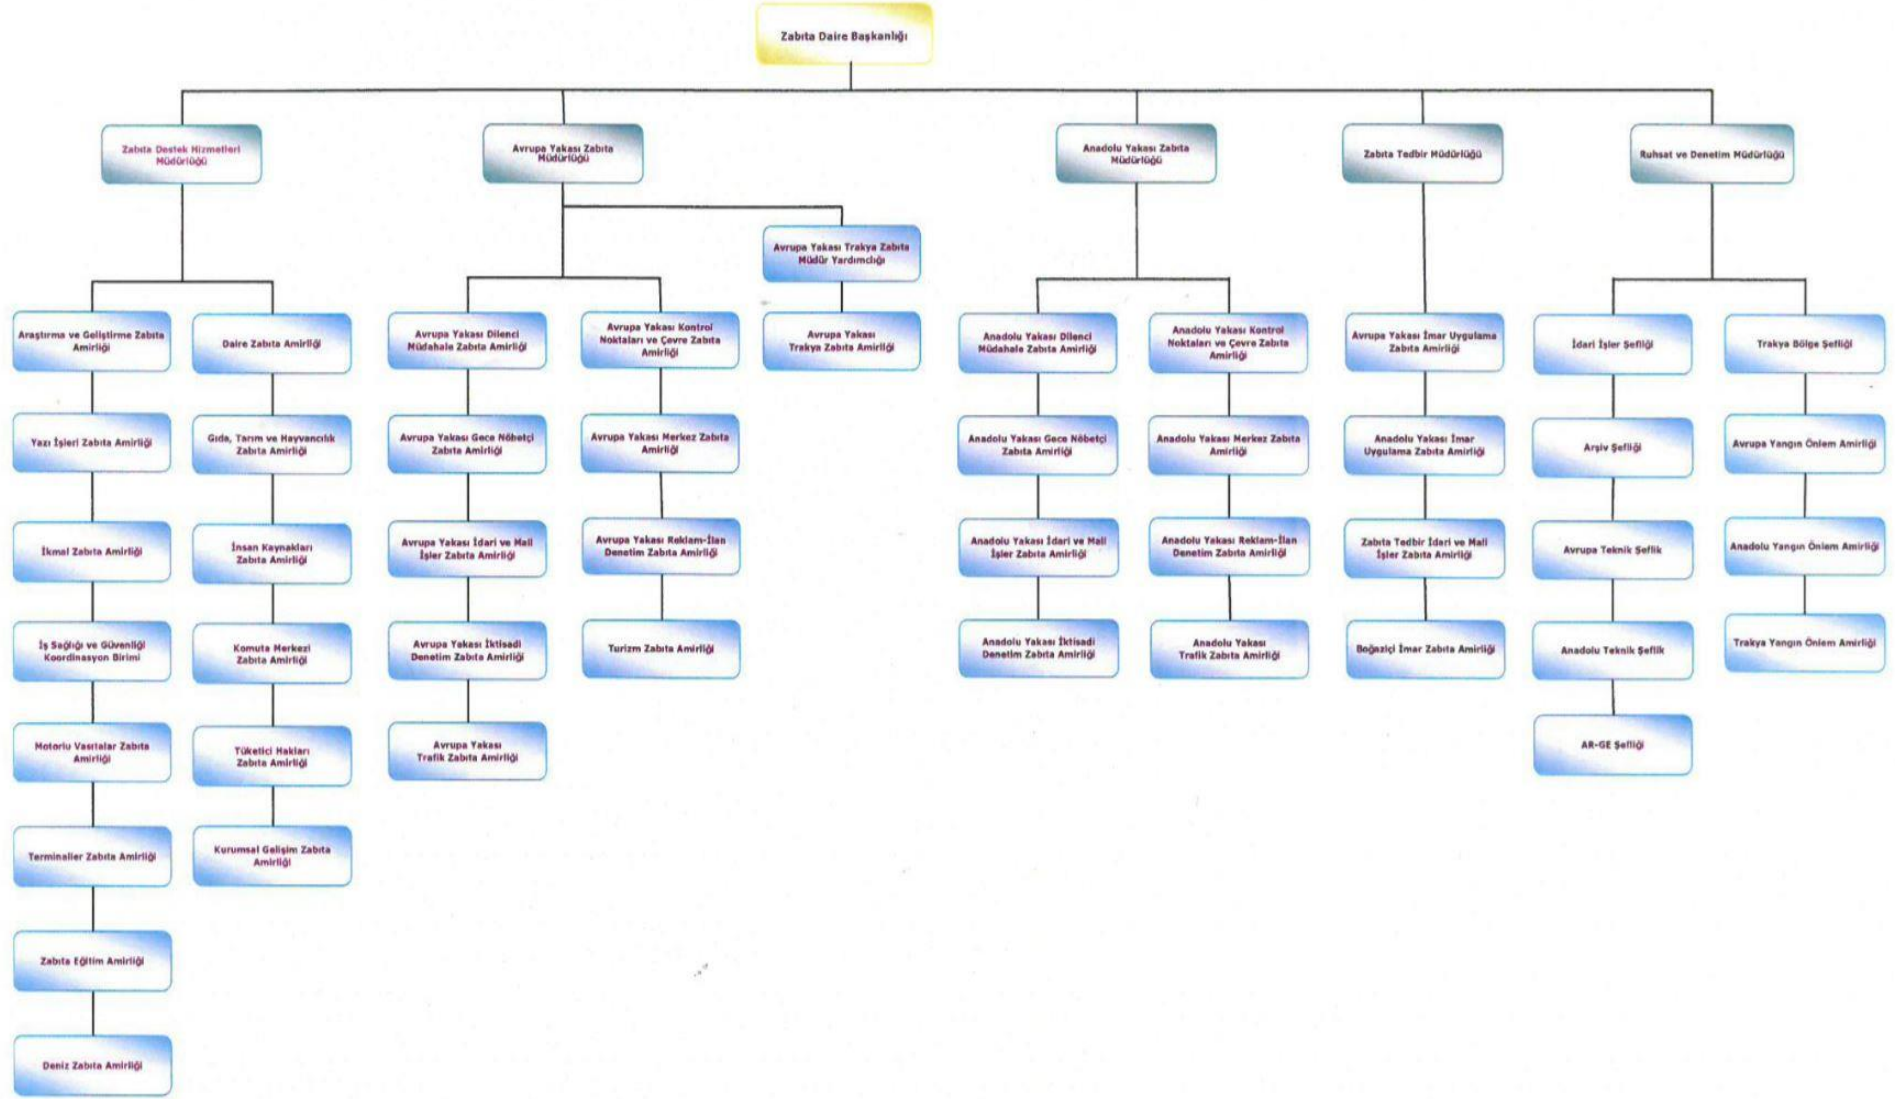 Zabıta Daire Başkanlığı
Zabıta Destek Hizmetleri
Müdürlüğü
Avrupa Yakası Zabıta
Müdürlüğü
Anadolu Yakası Zabıta
Müdürlüğü
Zabıta Tedbir Müdürlüğü
Ruhsat ve Denetim Müdürlüğü
Avrupa Yakası Trakya Zabıta
Müdür Yardımclığı
Araştırma ve Geliştirme Zabıta
Amirliği
Daire Zabıta Amirliği
Avrupa Yakası Dilenci
Müdahale Zabıta Amirliği
Avrupa Yakası Kontrol
Noktaları ve Çevre Zabıta
Amirliği
Avrupa Yakası
Trakya Zabıta Amirliği
Anadolu Yakası Dilenci
Müdahale Zabıta Amirliği
Anadolu Yakası Kontrol
Noktaları ve Çevre Zabıta
Amirliği
Avrupa Yakası İmar Uygulama
Zabıta Amirliği
İdari İşler Şefliği
Trakya Bölge Şefliği
Yazı İşleri Zabıta Amirliği
Gıda, Tarım ve Hayvancılık
Zabıta Amirliği
Avrupa Yakası Gece Nöbetçi
Zabıta Amirliği
Avrupa Yakası Merkez Zabıta
Amirliği
Anadolu Yakası Gece Nöbetçi
Zabıta Amirliği
Anadolu Yakası Merkez Zabıta
Amirliği
Anadolu Yakası İmar
Uygulama Zabıta Amirliği
Arşiv Şefliği
Avrupa Yangın Önlem Amirliği
İkmal Zabıta Amirliği
İnsan Kaynakları
Zabıta Amirliği
Avrupa Yakası İdari ve Mali
İşler Zabıta Amirliği
Avrupa Yakası Reklam-İlan
Denetim Zabıta Amirliği
Anadolu Yakası İdari ve Mali
İşler Zabıta Amirliği
Anadolu Yakası Reklam-İlan
Denetim Zabıta Amirliği
Zabıta Tedbir İdari ve Mali
İşler Zabıta Amirliği
Avrupa Teknik Şeflik
Anadolu Yangın Önlem Amirliği
İş Sağlığı ve Güvenliği
Koordinasyon Birimi
Komuta Merkezi
Zabıta Amirliği
Avrupa Yakası İktisadi
Denetim Zabıta Amirliği
Turizm Zabıta Amirliği
Anadolu Yakası İktisadi
Denetim Zabıta Amirliği
Anadolu Yakası
Trafik Zabıta Amirliği
Boğaziçi İmar Zabıta Amirliği
Anadolu Teknik Şeflik
Trakya Yangın Önlem Amirliği
Motorlu Vasıtalar Zabıta
Amirliği
Tüketici Hakları
Zabıta Amirliği
Avrupa Yakası
Trafik Zabıta Amirliği
AR-GE Şefliği
Terminaller Zabıta Amirliği
Kurumsal Gelişim Zabıta
Amirliği
Zabıta Eğitim Amirliği
Deniz Zabıta Amirliği